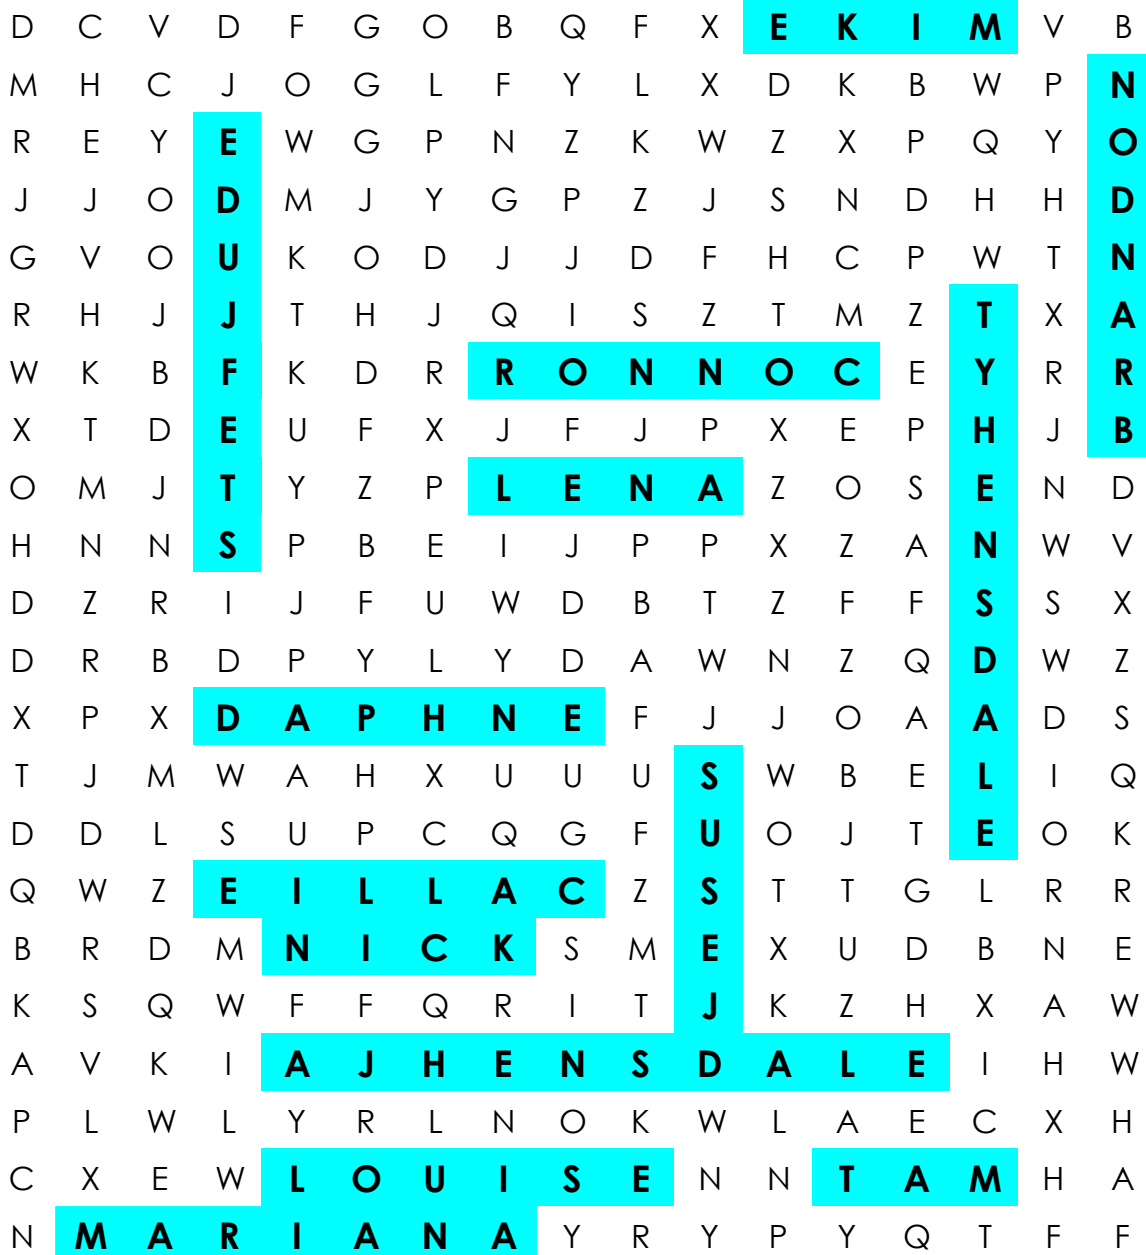 D C V D F G O B Q F X E K I M V B
M H C J O G L F Y L X D K B W P N
R E Y E W G P N Z K W Z X P Q Y O
J J O D M J Y G P Z J S N D H H D
G V O U K O D J J D F H C P W T N
R H J J T H J Q I S Z T M Z T X A
W K B F K D R R O N N O C E Y R R
X T D E U F X J F J P X E P H J B
O M J T Y Z P L E N A Z O S E N D
H N N S P B E I J P P X Z A N W V
D Z R I J F U W D B T Z F F S S X
D R B D P Y L Y D A W N Z Q D W Z
X P X D A P H N E F J J O A A D S
T J M W A H X U U U S W B E L I Q
D D L S U P C Q G F U O J T E O K
Q W Z E I L L A C Z S T T G L R R
B R D M N I C K S M E X U D B N E
K S Q W F F Q R I T J K Z H X A W
A V K I A J H E N S D A L E I H W
P L W L Y R L N O K W L A E C X H
C X E W L O U I S E N N T A M H A
N M A R I A N A Y R Y P Y Q T F F